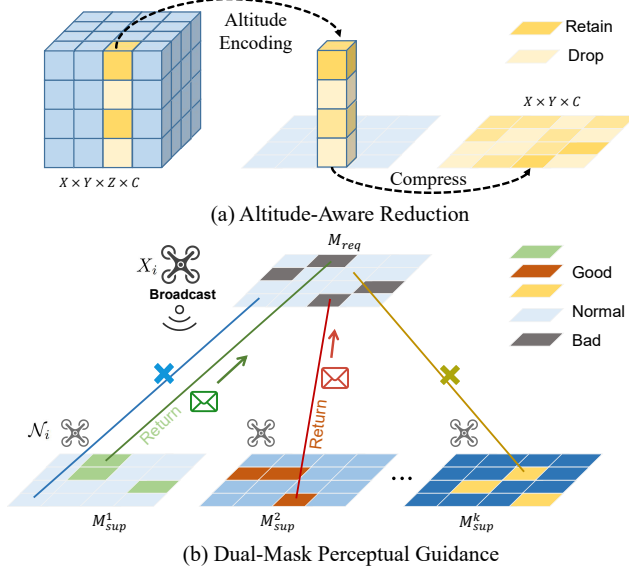 Altitude
Encoding
Retain
Drop
X × Y × C
X × Y × Z × C
Compress
(a) Altitude-Aware Reduction
M_req
X_i
Broadcast
Good
Normal
Bad
Return
Return
N_i
...
M^1_sup
M^2_sup
M^k_sup
(b) Dual-Mask Perceptual Guidance